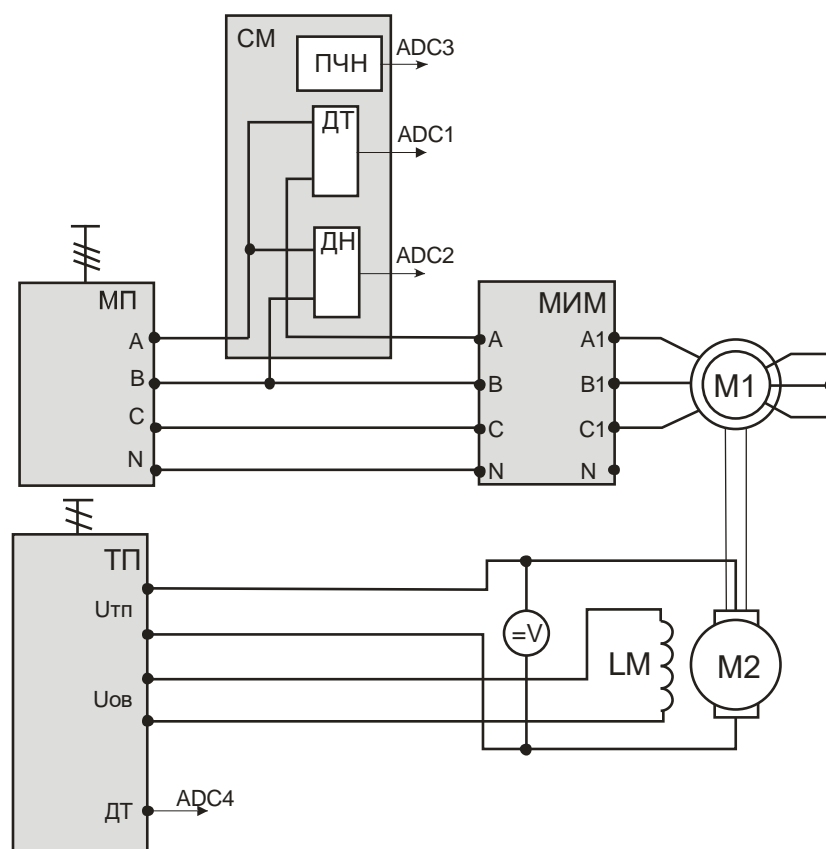 СМ
ПЧН
ADC3
ДТ
ADC1
ДН
ADC2
МП
A
B
C
N
МИМ
A
B
C
N
A1
B1
C1
N
M1
ТП
Uтп
Uов
ДТ
ADC4
=V
LM
M2